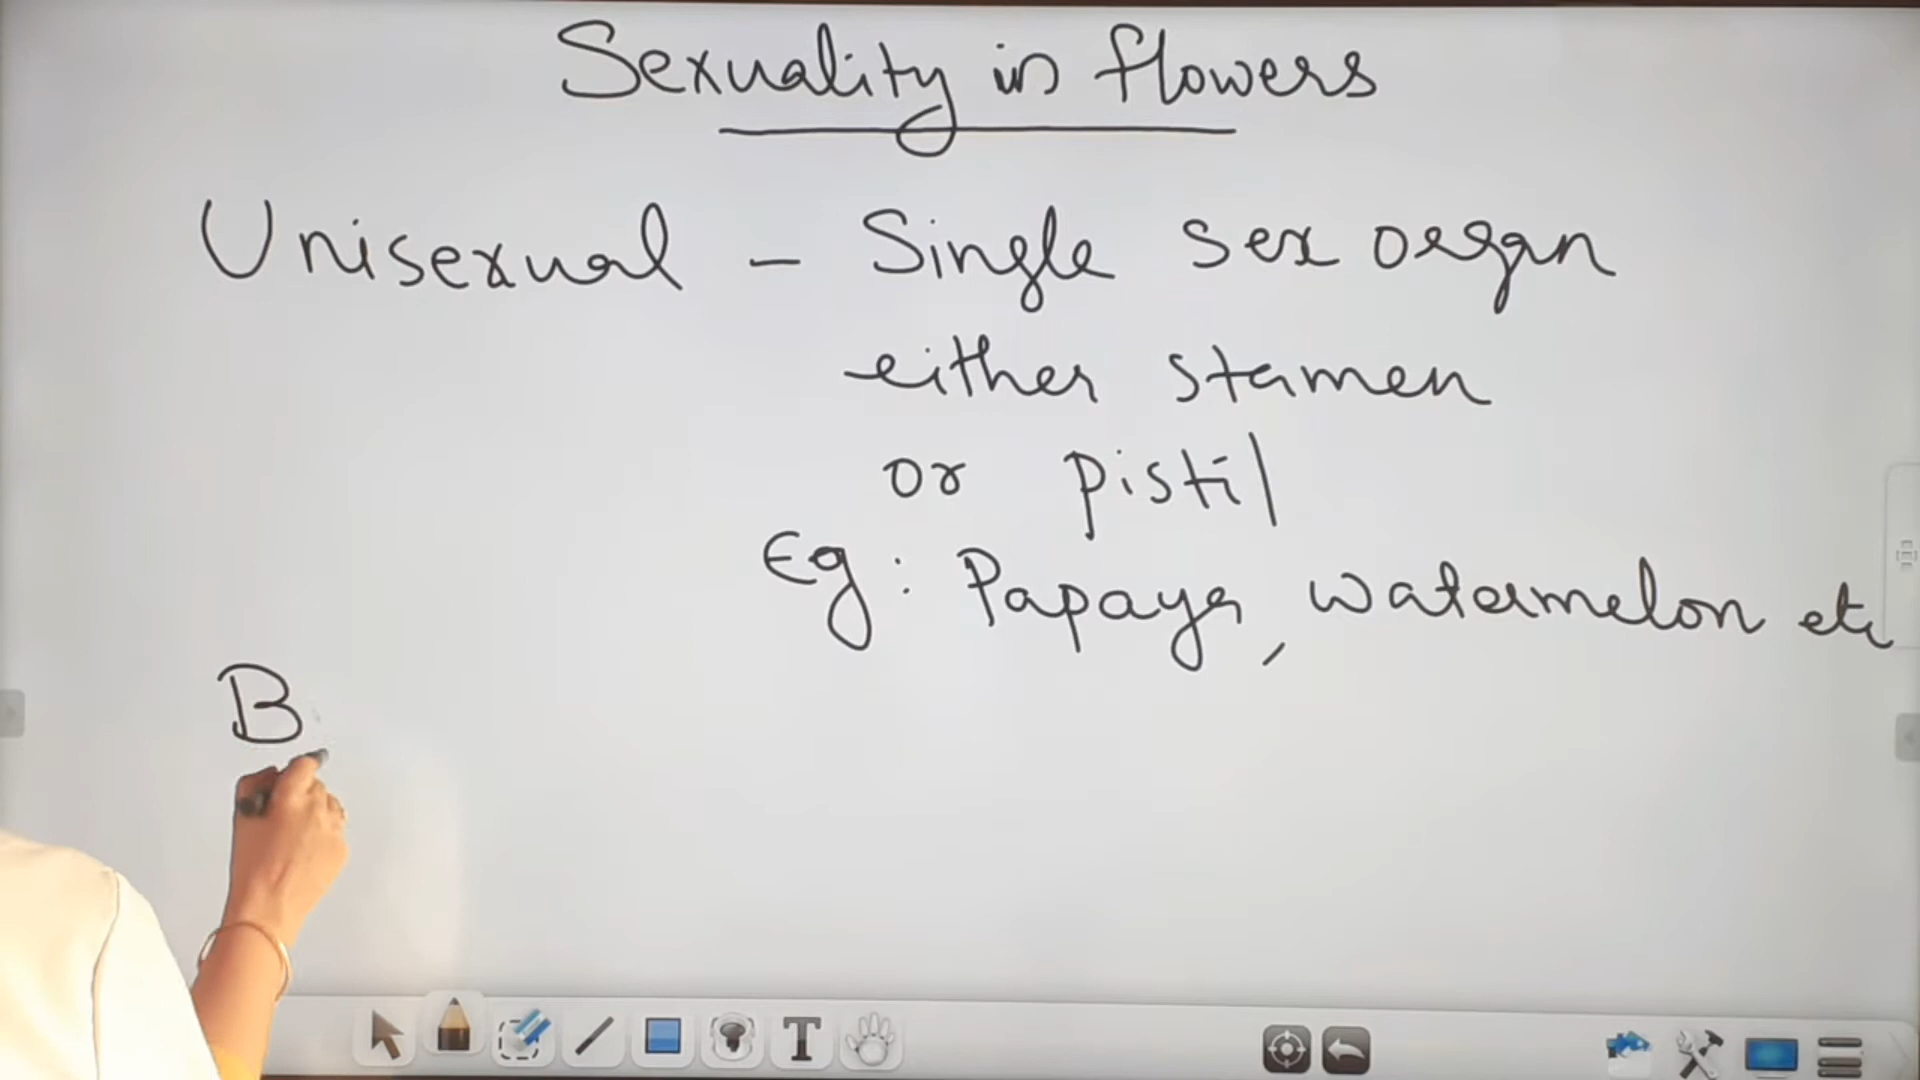 Sexuality in flowers
Unisexual - Single sex organ
either stamen
or pistil
Eg: Papaya, watermelon etc
B
T